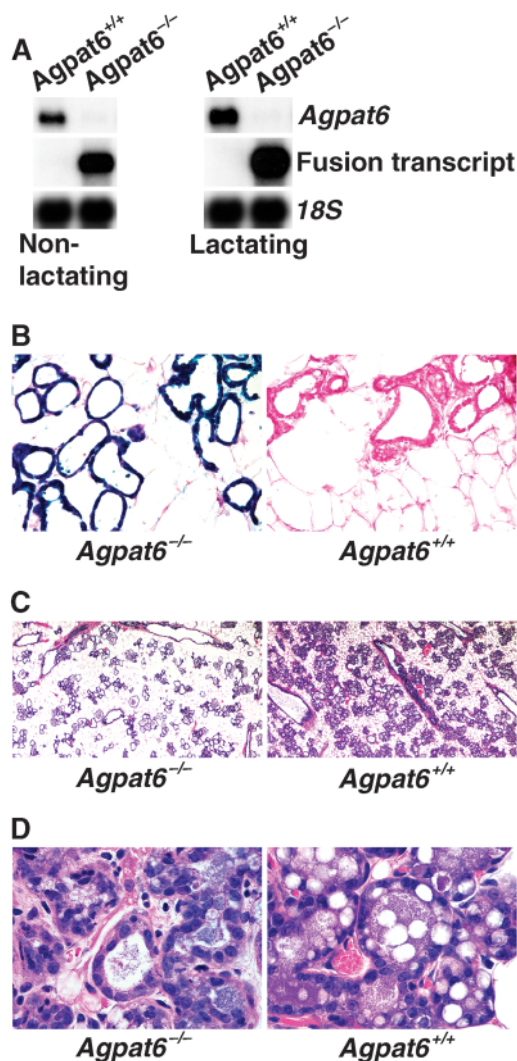 A
Agpat6+/+ Agpat6−/− Agpat6+/+ Agpat6−/−
Agpat6
Fusion transcript
18S
Non-
lactating
Lactating
B
Agpat6−/− Agpat6+/+
C
Agpat6−/− Agpat6+/+
D
Agpat6−/− Agpat6+/+